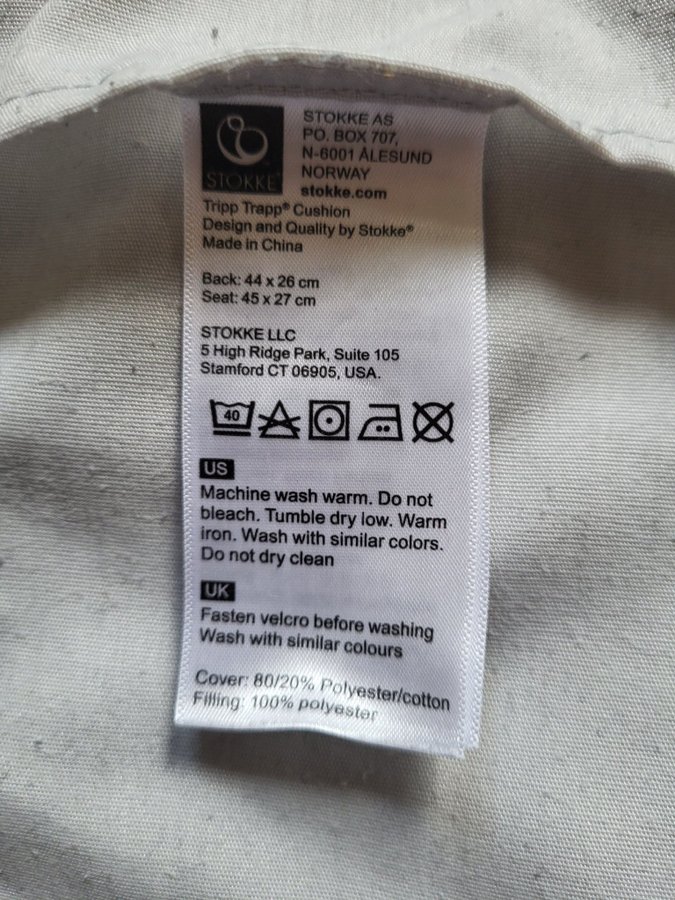 STOKKE®
STOKKE AS
PO. BOX 707,
N-6001 ÅLESUND
NORWAY
stokke.com
Tripp Trapp® Cushion
Design and Quality by Stokke®
Made in China
Back: 44 x 26 cm
Seat: 45 x 27 cm
STOKKE LLC
5 High Ridge Park, Suite 105
Stamford CT 06905, USA.
40
US
Machine wash warm. Do not
bleach. Tumble dry low. Warm
iron. Wash with similar colors.
Do not dry clean
UK
Fasten velcro before washing
Wash with similar colours
Cover: 80/20% Polyester/cotton
Filling: 100% polyester